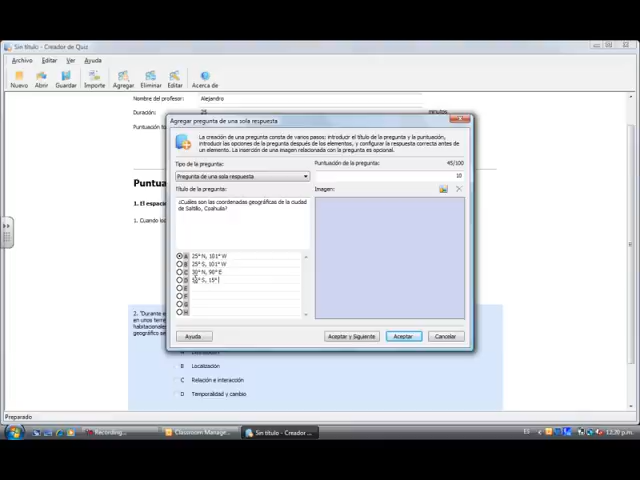 Sin título - Creador de Quiz
Archivo Editar Ver Ayuda
Nuevo Abrir Guardar Importe Agregar Eliminar Editar Acerca de
Nombre del profesor: Alejandro
Duración: 25 minutos
Puntuación to
Agregar pregunta de una sola respuesta
La creación de una pregunta consta de varios pasos: introducir el título de la pregunta y la puntuación,
introducir las opciones de la pregunta después de los elementos, y configurar la respuesta correcta antes de
un elemento. La inserción de una imagen relacionada con la pregunta es opcional.
Tipo de la pregunta: Puntuación de la pregunta: 45/100
Pregunta de una sola respuesta 10
Título de la pregunta: Imagen:
¿Cuáles son las coordenadas geográficas de la ciudad
de Saltillo, Coahuila?
A 25° N, 101° W
B 25° S, 101° W
C 30° N, 90° E
D S, 15°
E
F
G
H
Ayuda Aceptar y Siguiente Aceptar Cancelar
Puntua
1. El espacio
1. Cuando los
2. "Durante e
en unos terre
habitacionales
geográfico se
B Localización
C Relación e interacción
D Temporalidad y cambio
Preparado
Recording...
Classroom Manage...
Sin título - Creador ...
ES
12:20 p.m.